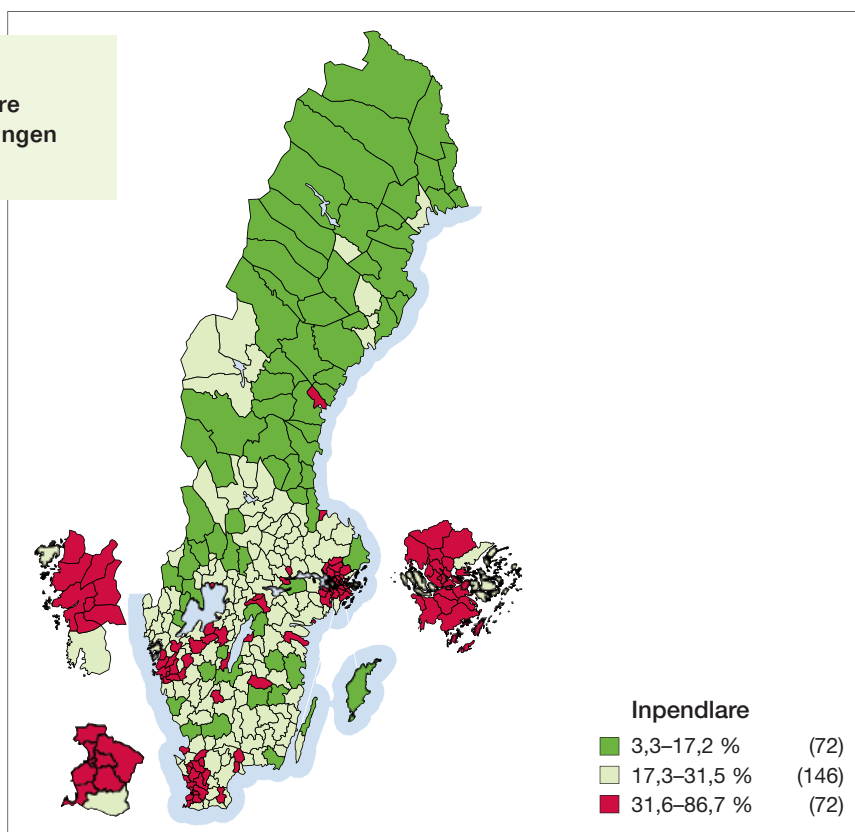 re
ngen
Inpendlare
3,3–17,2 % (72)
17,3–31,5 % (146)
31,6–86,7 % (72)